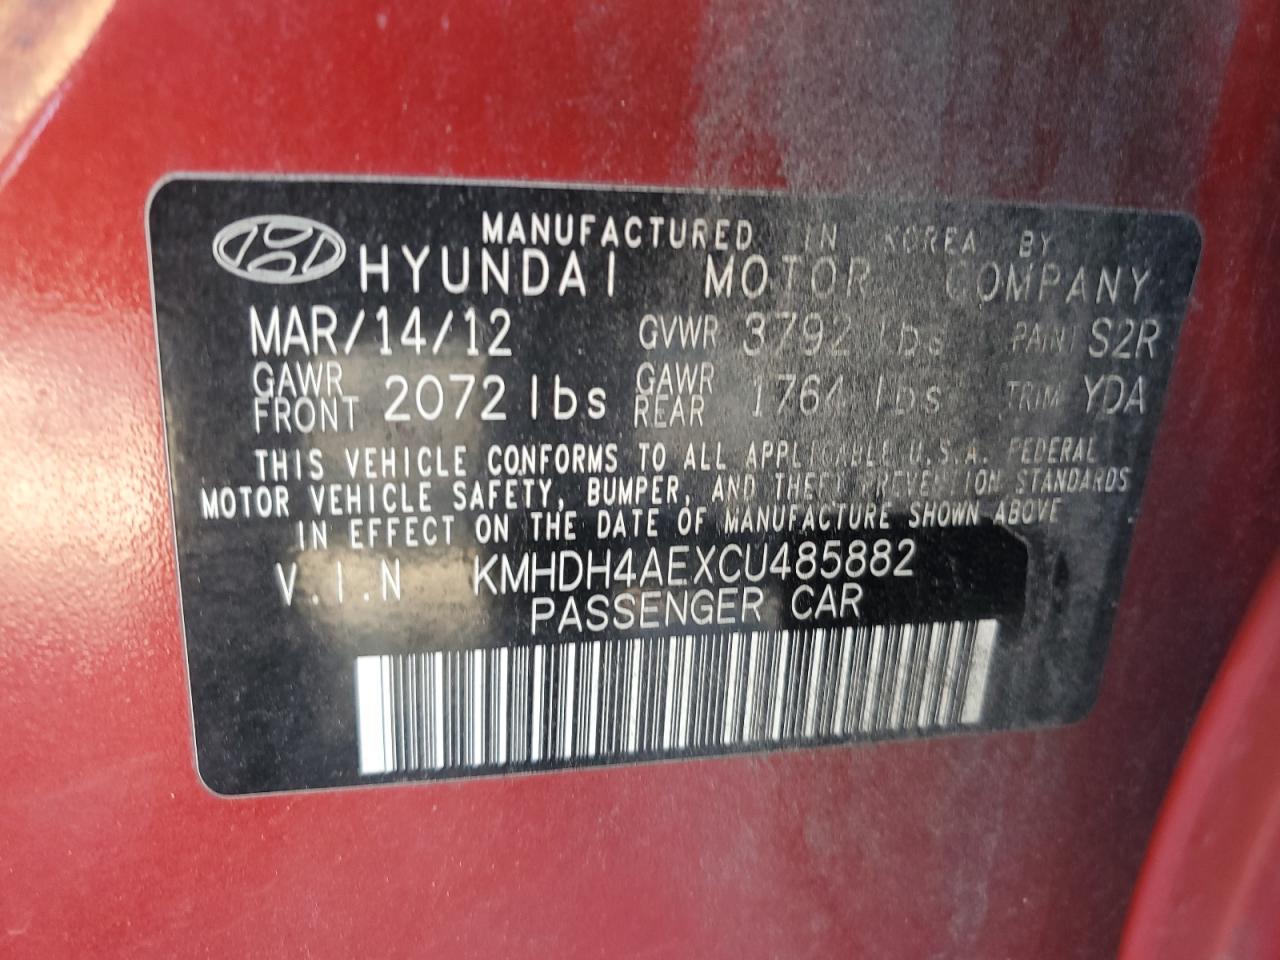 MANUFACTURED IN KOREA BY
HYUNDAI MOTOR COMPANY
MAR/14/12 GVWR 3792 lbs PAINT S2R
GAWR FRONT 2072 lbs GAWR REAR 1764 lbs TRIM YDA
THIS VEHICLE CONFORMS TO ALL APPLICABLE U.S.A. FEDERAL
MOTOR VEHICLE SAFETY, BUMPER, AND THEFT PREVENTION STANDARDS
IN EFFECT ON THE DATE OF MANUFACTURE SHOWN ABOVE
V.I.N KMHDH4AEXCU485882
PASSENGER CAR